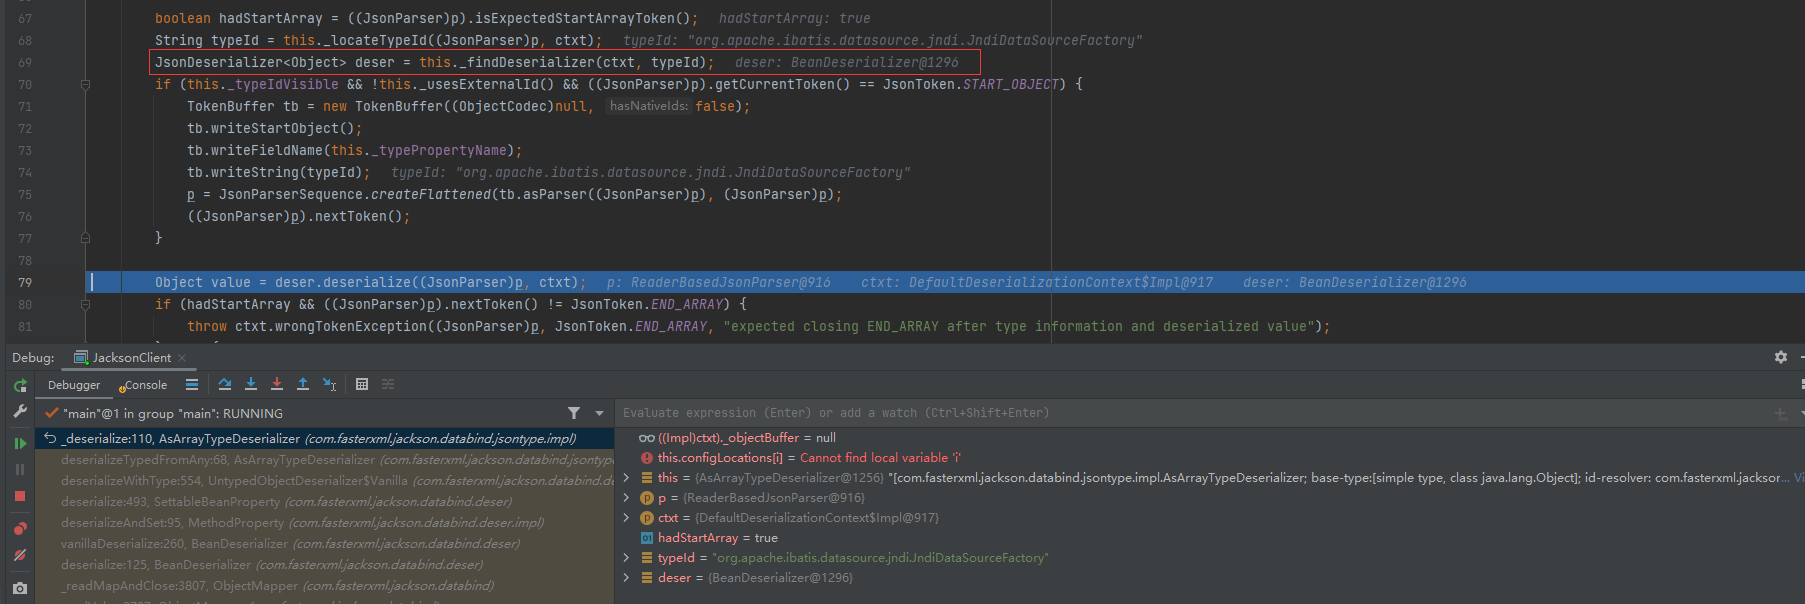 67 boolean hadStartArray = ((JsonParser)p).isExpectedStartArrayToken(); hadStartArray: true
68 String typeId = this._locateTypeId((JsonParser)p, ctxt); typeId: "org.apache.ibatis.datasource.jndi.JndiDataSourceFactory"
69 JsonDeserializer<Object> deser = this._findDeserializer(ctxt, typeId); deser: BeanDeserializer@1296
70 if (this._typeIdVisible && !this._usesExternalId() && ((JsonParser)p).getCurrentToken() == JsonToken.START_OBJECT) {
71 TokenBuffer tb = new TokenBuffer((ObjectCodec)null, hasNativeIds: false);
72 tb.writeStartObject();
73 tb.writeFieldName(this._typePropertyName);
74 tb.writeString(typeId); typeId: "org.apache.ibatis.datasource.jndi.JndiDataSourceFactory"
75 p = JsonParserSequence.createFlattened(tb.asParser((JsonParser)p), (JsonParser)p);
76 ((JsonParser)p).nextToken();
77 }
78
79 Object value = deser.deserialize((JsonParser)p, ctxt); p: ReaderBasedJsonParser@916 ctxt: DefaultDeserializationContext$Impl@917 deser: BeanDeserializer@1296
80 if (hadStartArray && ((JsonParser)p).nextToken() != JsonToken.END_ARRAY) {
81 throw ctxt.wrongTokenException((JsonParser)p, JsonToken.END_ARRAY, "expected closing END_ARRAY after type information and deserialized value");
Debug: JacksonClient
Debugger Console
"main"@1 in group "main": RUNNING
_deserialize:110, AsArrayTypeDeserializer (com.fasterxml.jackson.databind.jsontype.impl)
deserializeTypedFromAny:68, AsArrayTypeDeserializer (com.fasterxml.jackson.databind.jsontype
deserializeWithType:554, UntypedObjectDeserializer$Vanilla (com.fasterxml.jackson.databind.de
deserialize:493, SettableBeanProperty (com.fasterxml.jackson.databind.deser)
deserializeAndSet:95, MethodProperty (com.fasterxml.jackson.databind.deser.impl)
vanillaDeserialize:260, BeanDeserializer (com.fasterxml.jackson.databind.deser)
deserialize:125, BeanDeserializer (com.fasterxml.jackson.databind.deser)
_readMapAndClose:3807, ObjectMapper (com.fasterxml.jackson.databind)
Evaluate expression (Enter) or add a watch (Ctrl+Shift+Enter)
((Impl)ctxt)._objectBuffer = null
this.configLocations[i] = Cannot find local variable 'i'
this = {AsArrayTypeDeserializer@1256} "[com.fasterxml.jackson.databind.jsontype.impl.AsArrayTypeDeserializer; base-type:[simple type, class java.lang.Object]; id-resolver: com.fasterxml.jackson... Vi
p = {ReaderBasedJsonParser@916}
ctxt = {DefaultDeserializationContext$Impl@917}
hadStartArray = true
typeId = "org.apache.ibatis.datasource.jndi.JndiDataSourceFactory"
deser = {BeanDeserializer@1296}